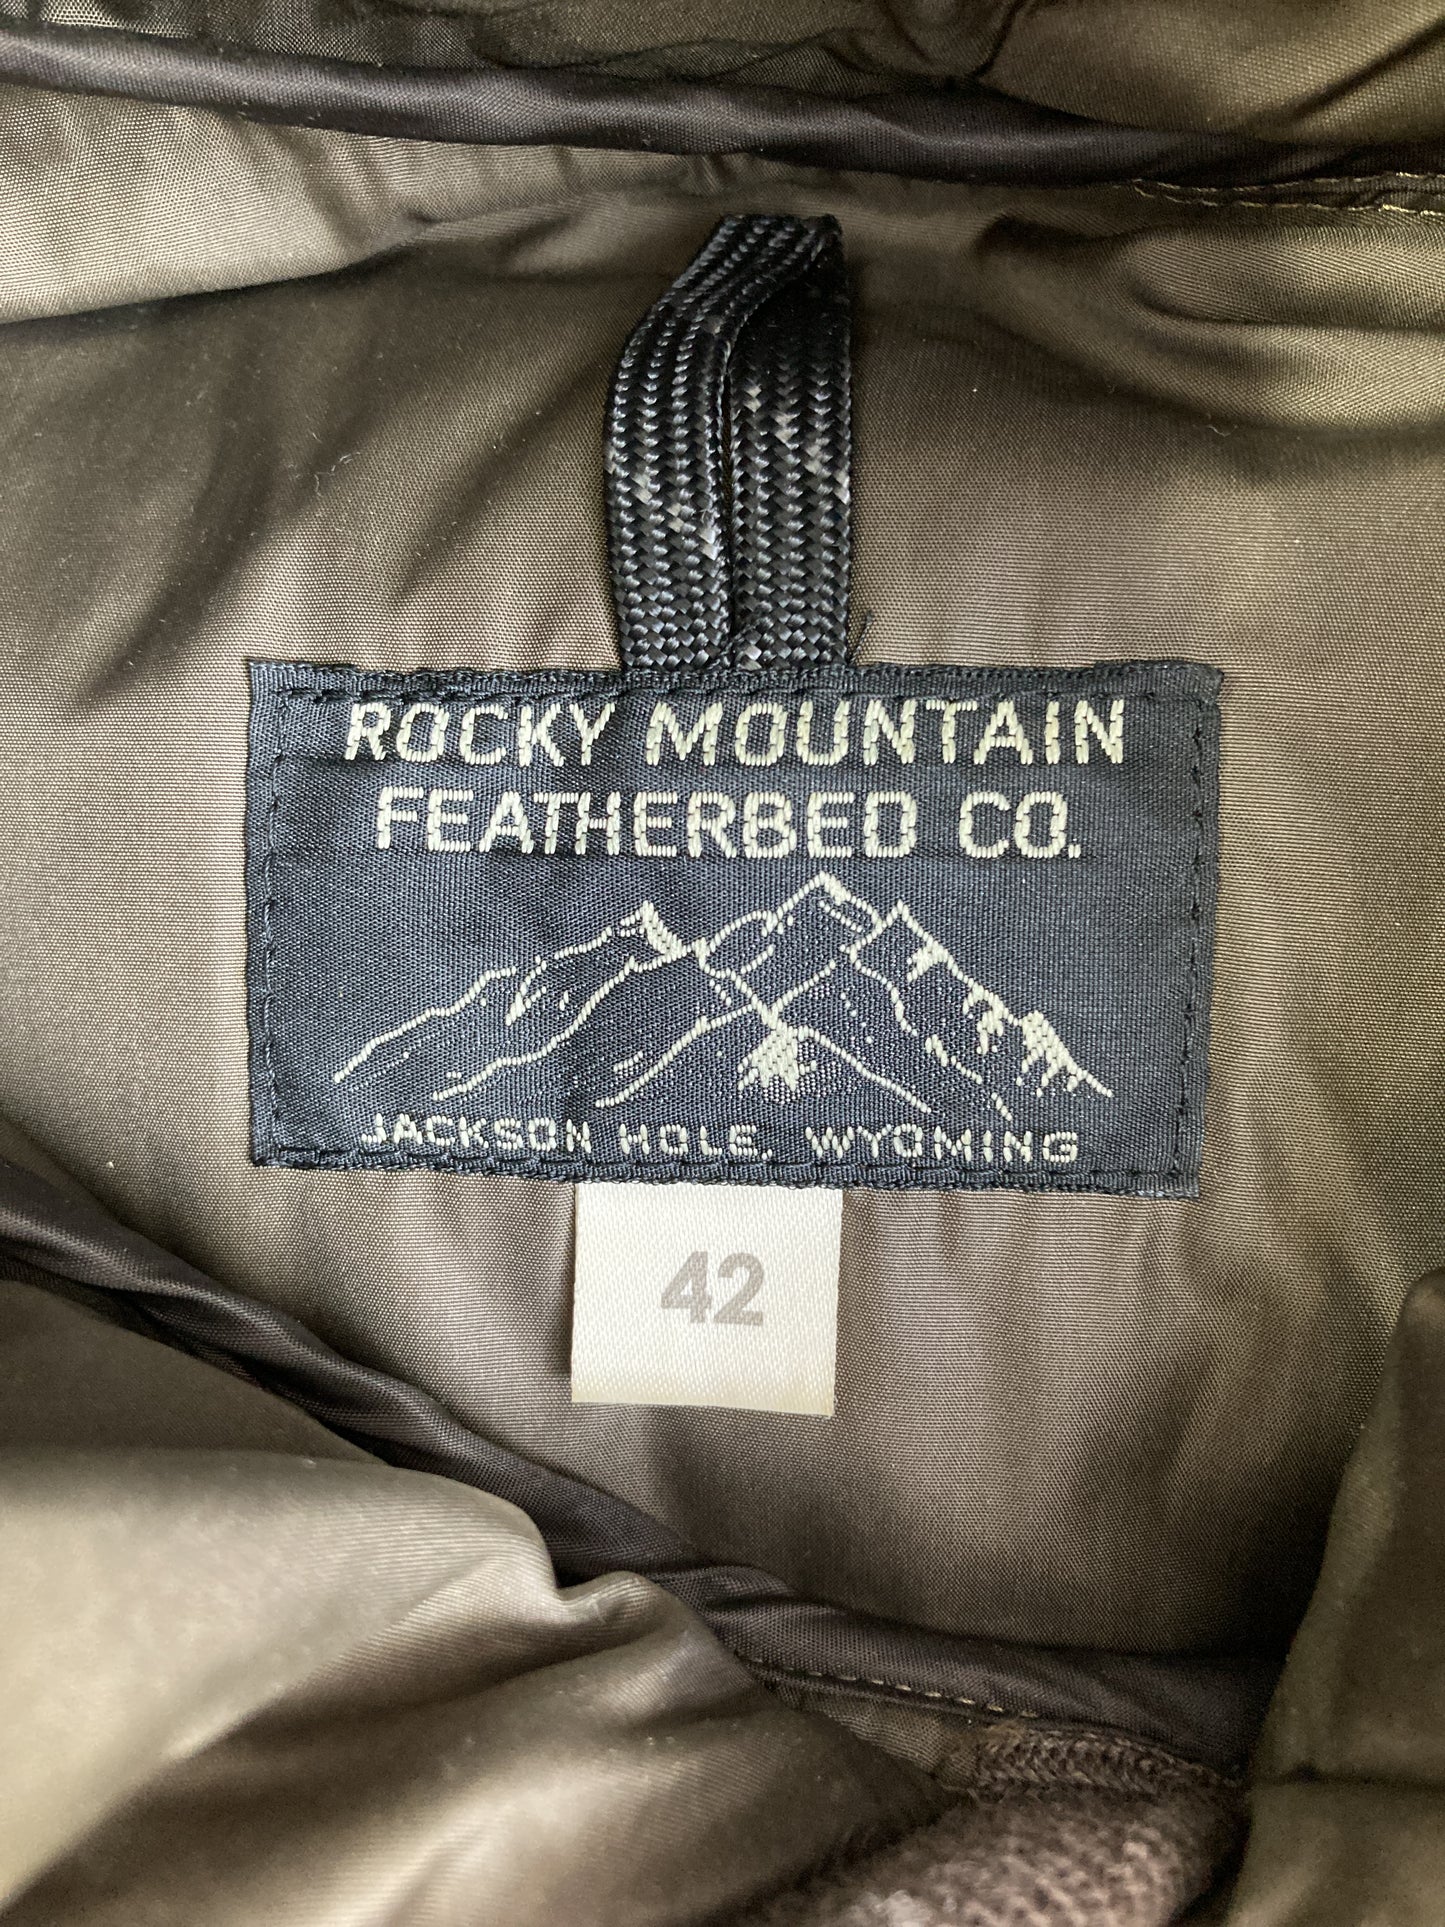 ROCKY MOUNTAIN
FEATHERBED CO.
JACKSON HOLE, WYOMING
42